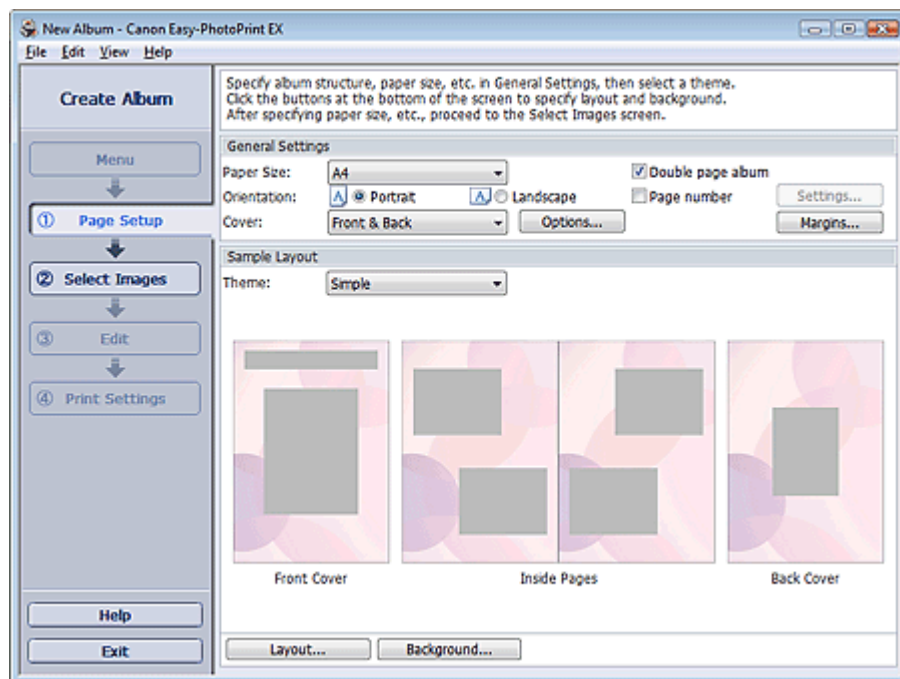 New Album - Canon Easy-PhotoPrint EX
File Edit View Help
Create Album
Menu
① Page Setup
② Select Images
③ Edit
④ Print Settings
Help
Exit
Specify album structure, paper size, etc. in General Settings, then select a theme.
Click the buttons at the bottom of the screen to specify layout and background.
After specifying paper size, etc., proceed to the Select Images screen.
General Settings
Paper Size: A4 Double page album
Orientation: A Portrait A Landscape Page number Settings...
Cover: Front & Back Options... Margins...
Sample Layout
Theme: Simple
Front Cover Inside Pages Back Cover
Layout... Background...